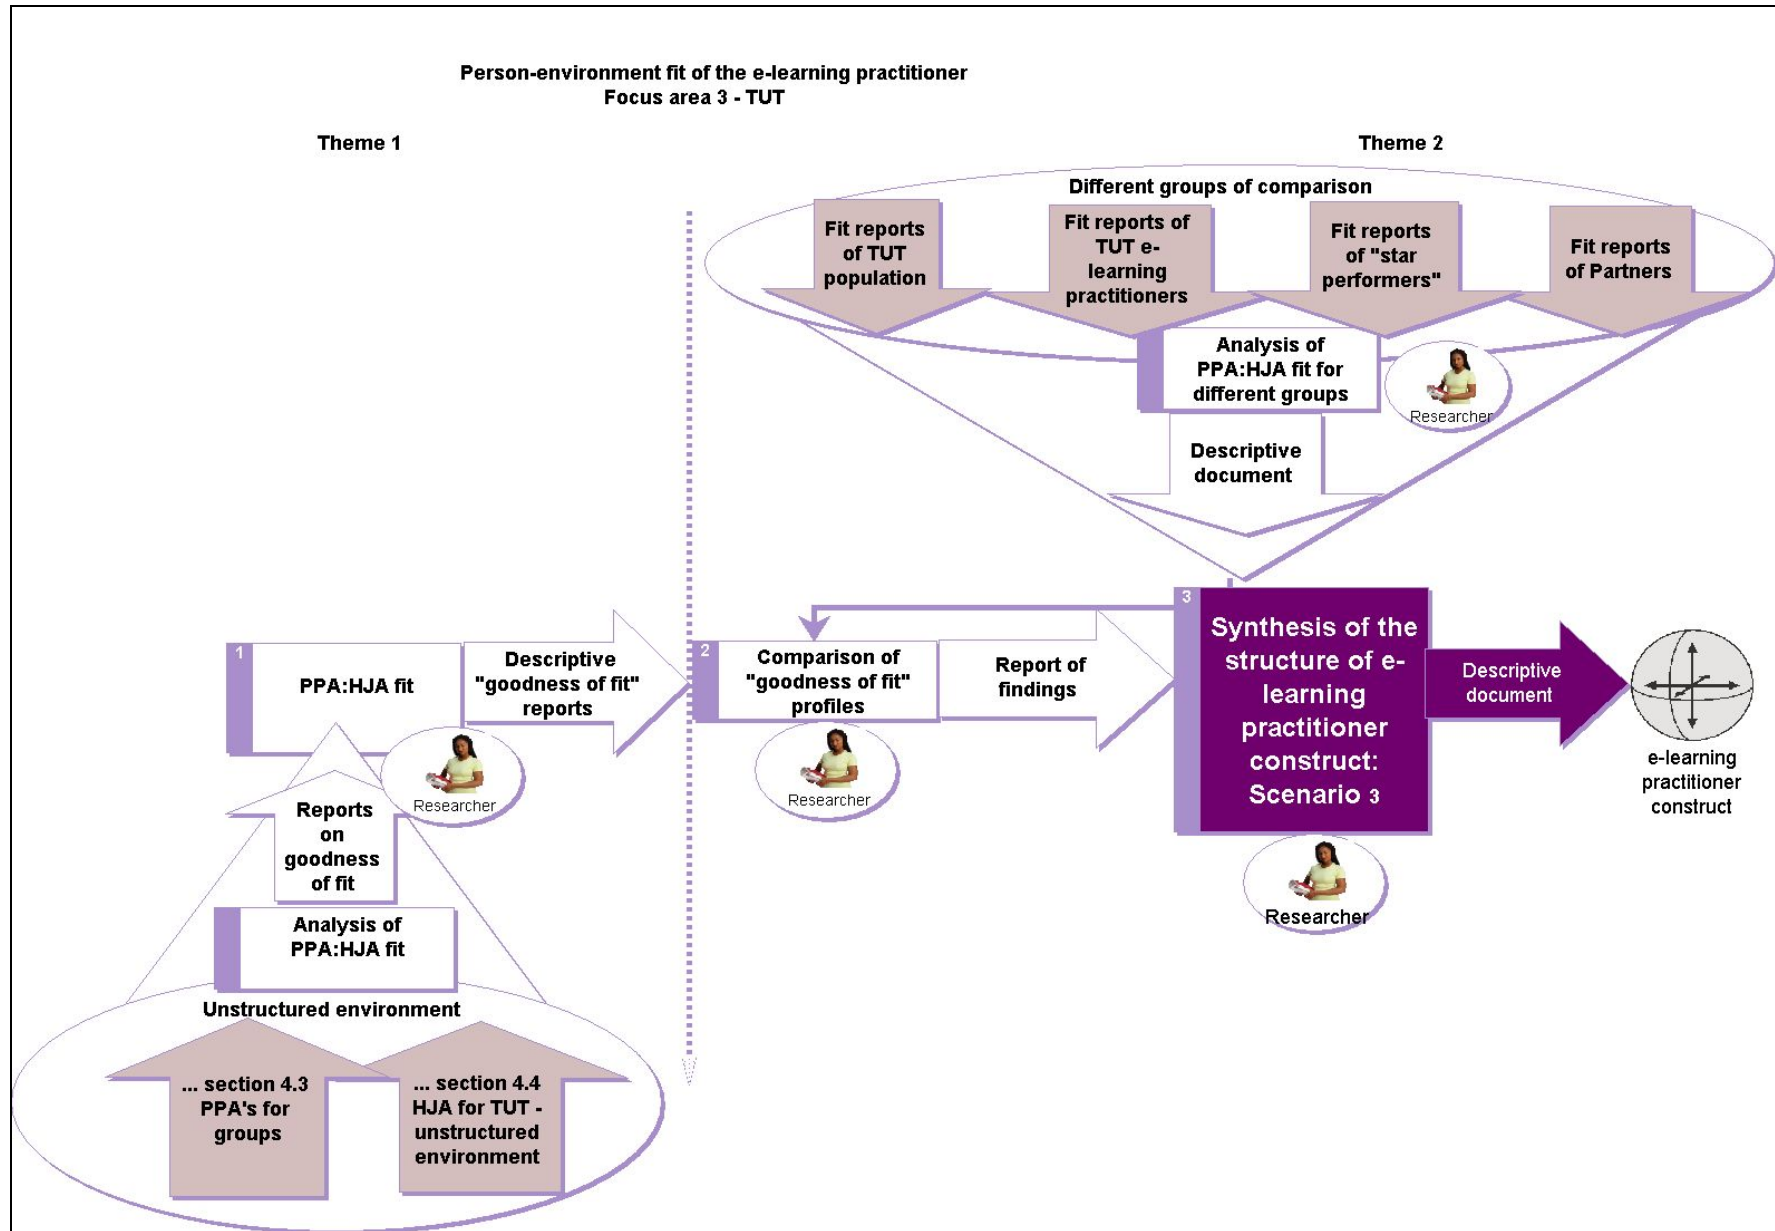 Person-environment fit of the e-learning practitioner
Focus area 3 - TUT
Theme 1
Theme 2
Different groups of comparison
Fit reports
of TUT
population
Fit reports of
TUT e-
learning
practitioners
Fit reports
of "star
performers"
Fit reports
of Partners
Analysis of
PPA:HJA fit for
different groups
Researcher
Descriptive
document
1
PPA:HJA fit
Researcher
Descriptive
"goodness of fit"
reports
2
Comparison of
"goodness of fit"
profiles
Researcher
Report of
findings
3
Synthesis of the
structure of e-
learning
practitioner
construct:
Scenario 3
Researcher
Descriptive
document
e-learning
practitioner
construct
Reports
on
goodness
of fit
Analysis of
PPA:HJA fit
Unstructured environment
... section 4.3
PPA's for
groups
... section 4.4
HJA for TUT -
unstructured
environment